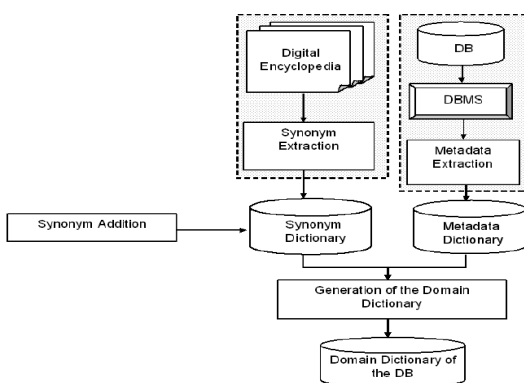 Digital
Encyclopedia
DB
DBMS
Synonym
Extraction
Metadata
Extraction
Synonym Addition
Synonym
Dictionary
Metadata
Dictionary
Generation of the Domain
Dictionary
Domain Dictionary of
the DB